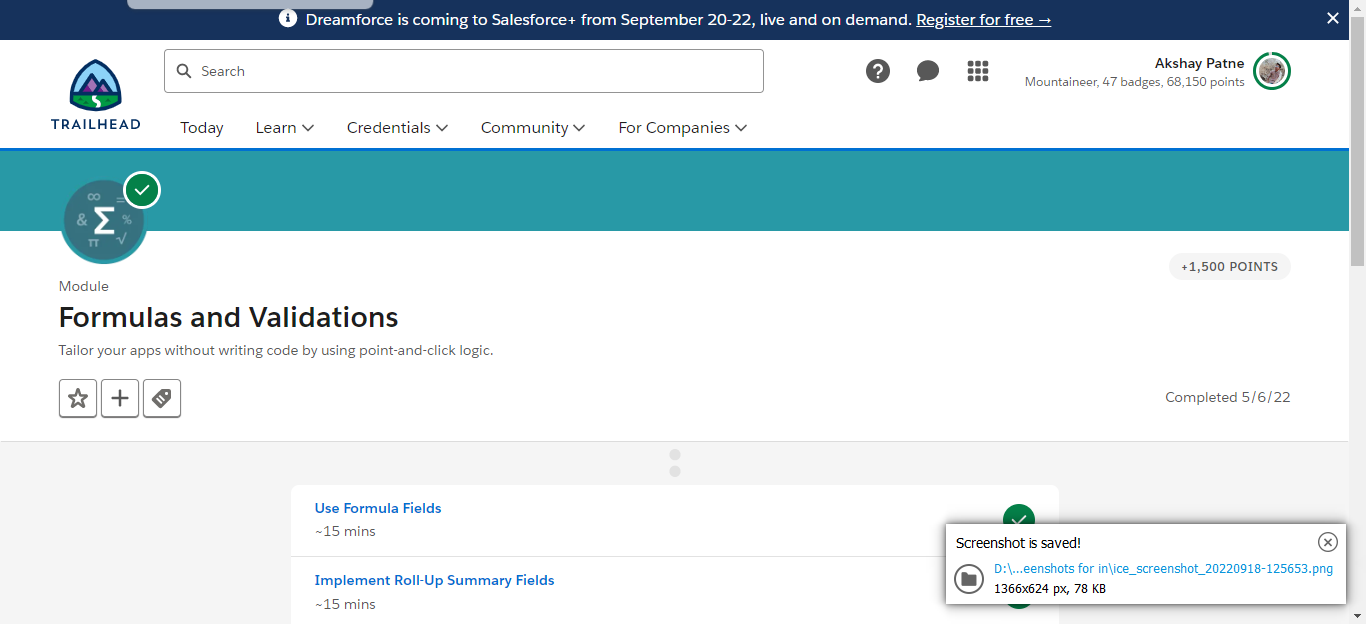 Dreamforce is coming to Salesforce+ from September 20-22, live and on demand. Register for free →
Search
Akshay Patne
Mountaineer, 47 badges, 68,150 points
TRAILHEAD
Today Learn Credentials Community For Companies
∞ =
& Σ %
π √
+1,500 POINTS
Module
Formulas and Validations
Tailor your apps without writing code by using point-and-click logic.
Completed 5/6/22
Use Formula Fields
~15 mins
Implement Roll-Up Summary Fields
~15 mins
Screenshot is saved!
D:\...eenshots for in\ice_screenshot_20220918-125653.png
1366x624 px, 78 KB